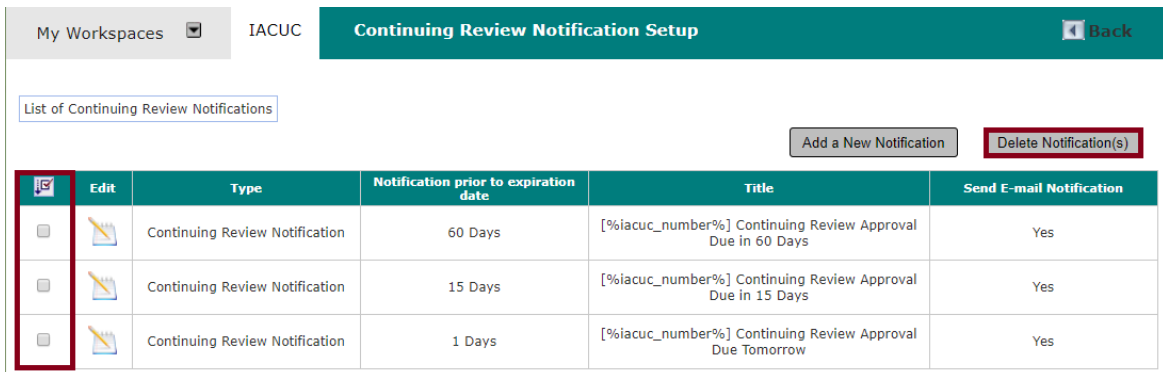 My Workspaces IACUC Continuing Review Notification Setup Back
List of Continuing Review Notifications
Add a New Notification Delete Notification(s)
Edit Type Notification prior to expiration date Title Send E-mail Notification
Continuing Review Notification 60 Days [%iacuc_number%] Continuing Review Approval Due in 60 Days Yes
Continuing Review Notification 15 Days [%iacuc_number%] Continuing Review Approval Due in 15 Days Yes
Continuing Review Notification 1 Days [%iacuc_number%] Continuing Review Approval Due Tomorrow Yes